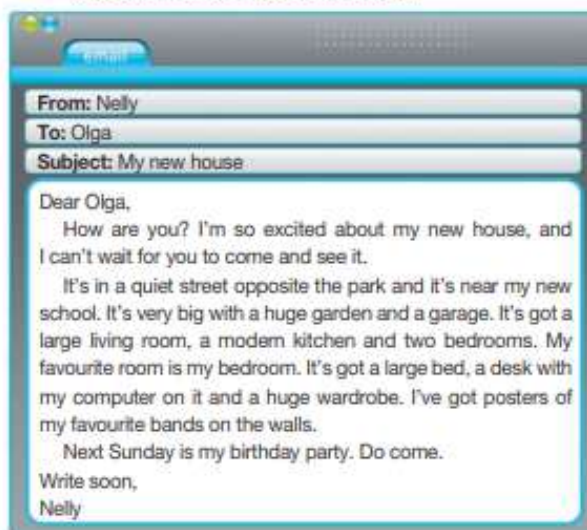 email
From: Nelly
To: Olga
Subject: My new house
Dear Olga,
How are you? I'm so excited about my new house, and
I can't wait for you to come and see it.
It's in a quiet street opposite the park and it's near my new
school. It's very big with a huge garden and a garage. It's got a
large living room, a modern kitchen and two bedrooms. My
favourite room is my bedroom. It's got a large bed, a desk with
my computer on it and a huge wardrobe. I've got posters of
my favourite bands on the walls.
Next Sunday is my birthday party. Do come.
Write soon,
Nelly